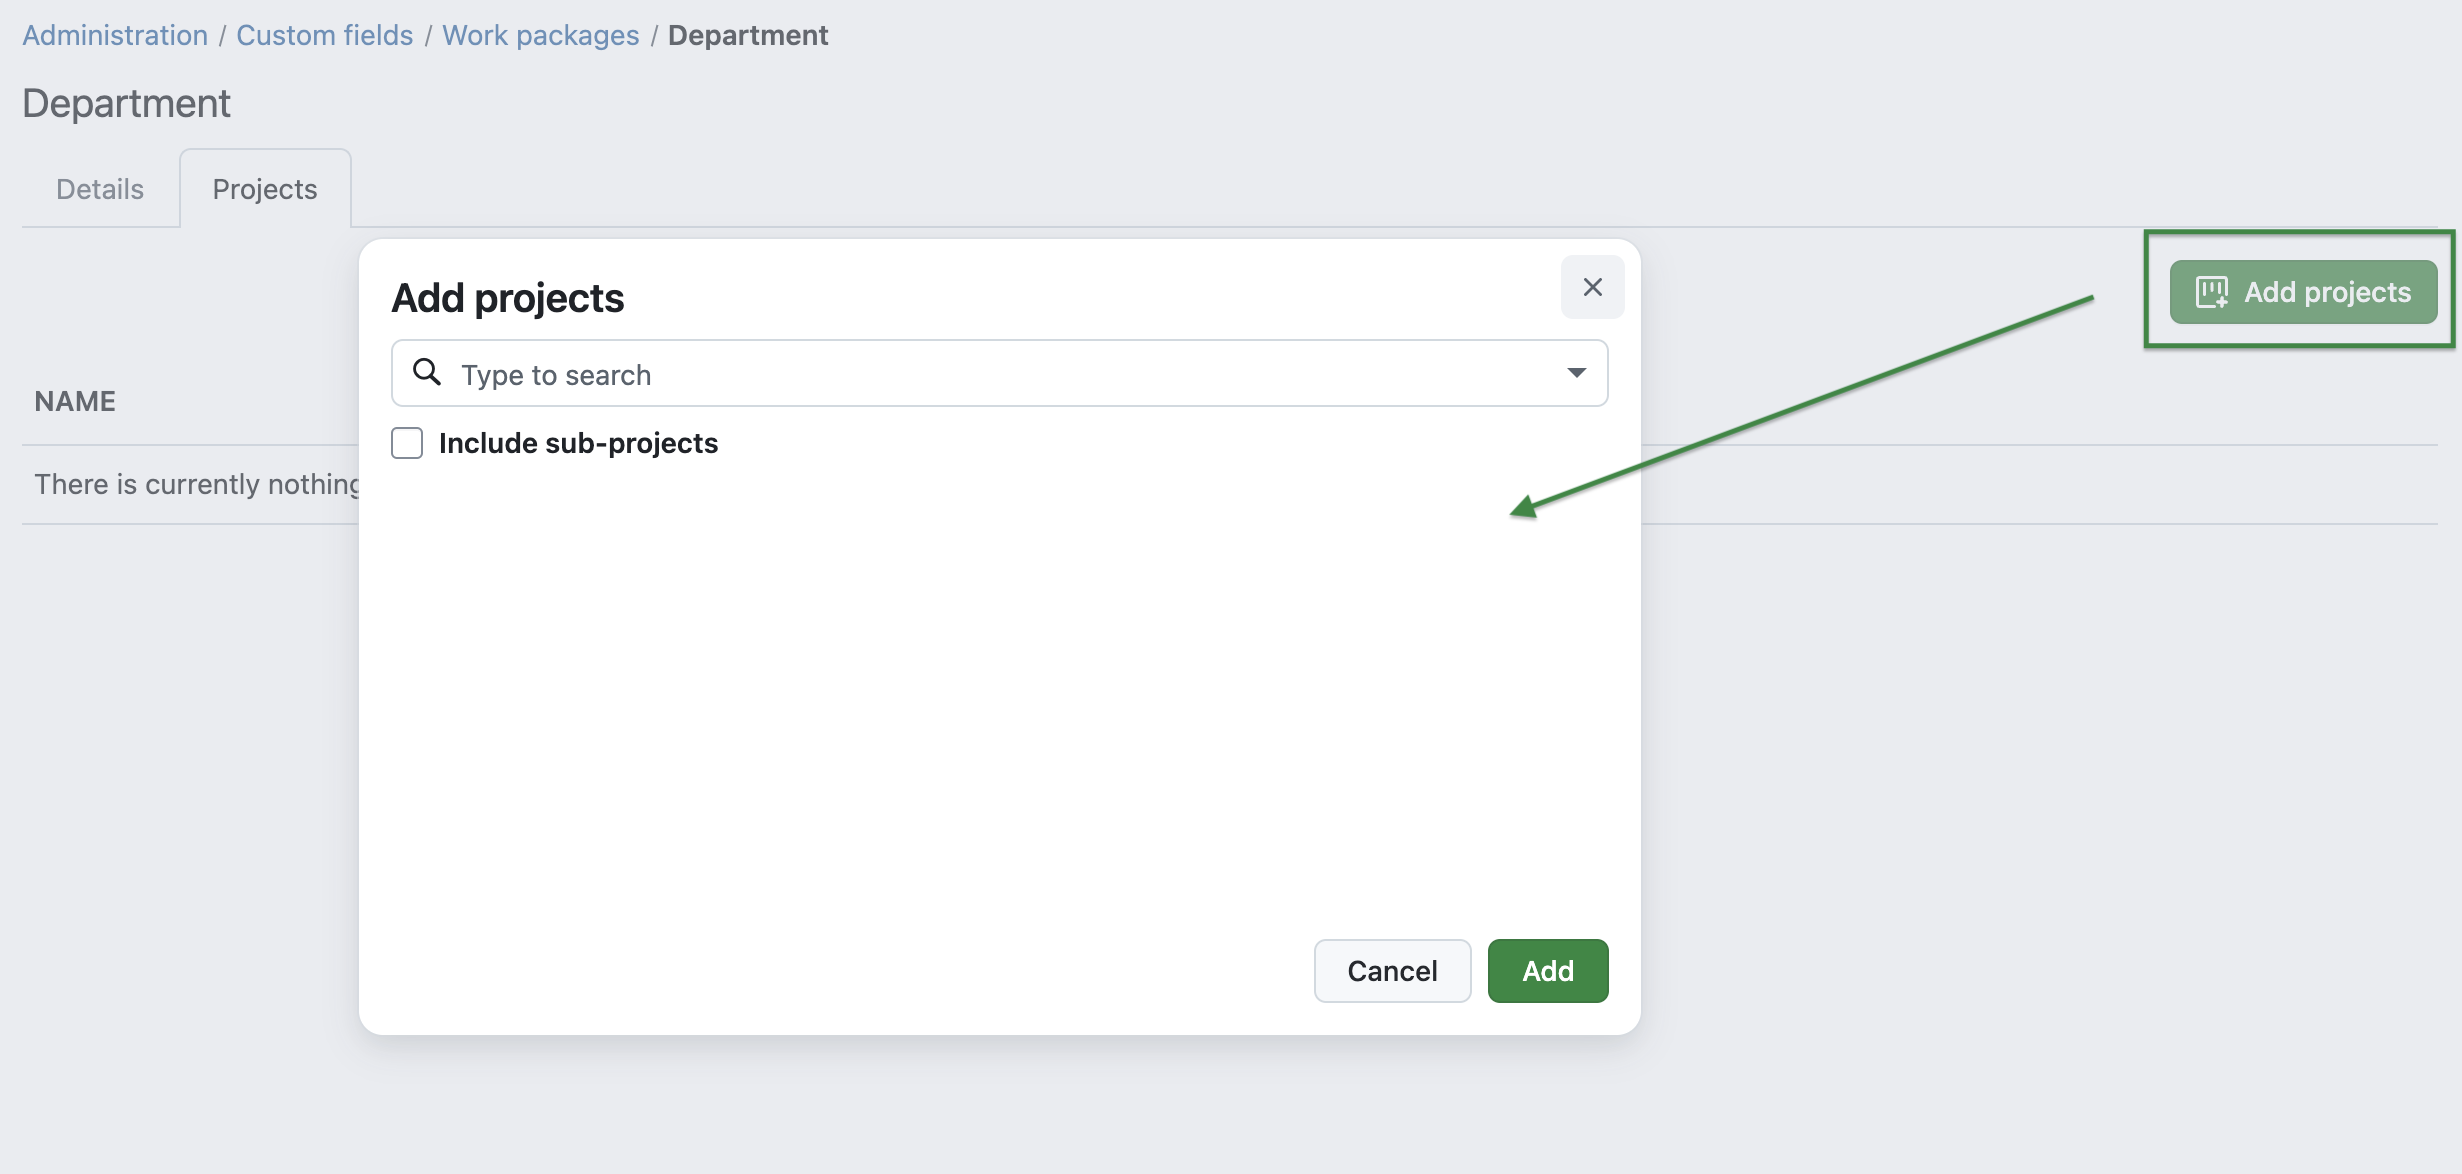 Administration / Custom fields / Work packages / Department
Department
Details
Projects
Add projects
Add projects
Type to search
NAME
Include sub-projects
There is currently nothing
Cancel
Add